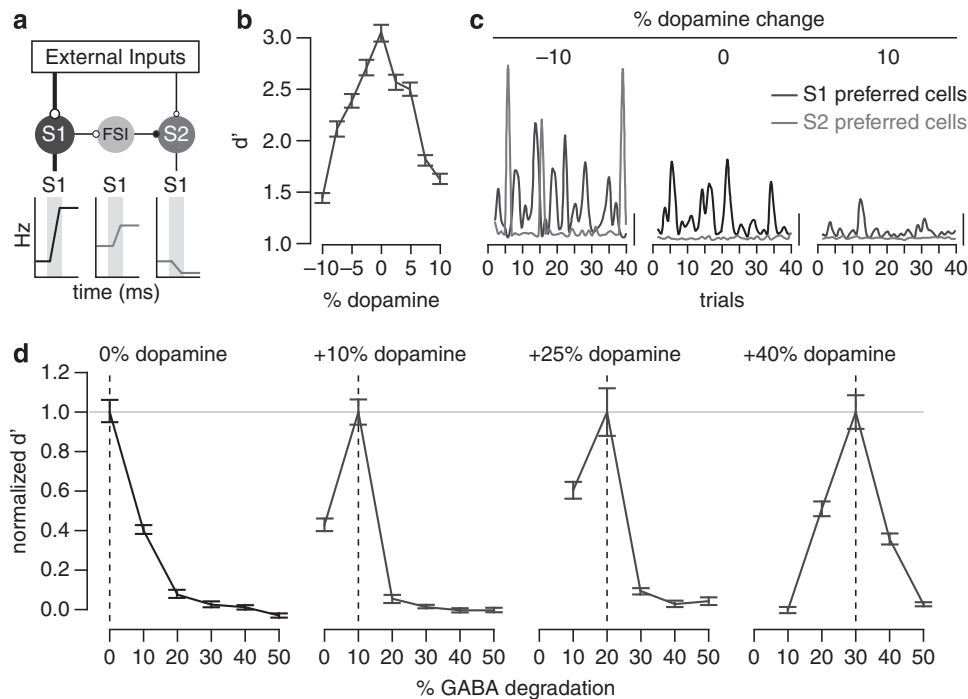 a
External Inputs
S1
FSI
S2
S1
S1
S1
Hz
time (ms)
b
3.0
2.5
2.0
1.5
1.0
d'
−10 −5 0 5 10
% dopamine
c
% dopamine change
−10 0 10
S1 preferred cells
S2 preferred cells
0 10 20 30 40
0 10 20 30 40
0 10 20 30 40
trials
d
0% dopamine
+10% dopamine
+25% dopamine
+40% dopamine
1.2
1.0
0.8
0.6
0.4
0.2
0.0
normalized d'
0 10 20 30 40 50
0 10 20 30 40 50
0 10 20 30 40 50
0 10 20 30 40 50
% GABA degradation